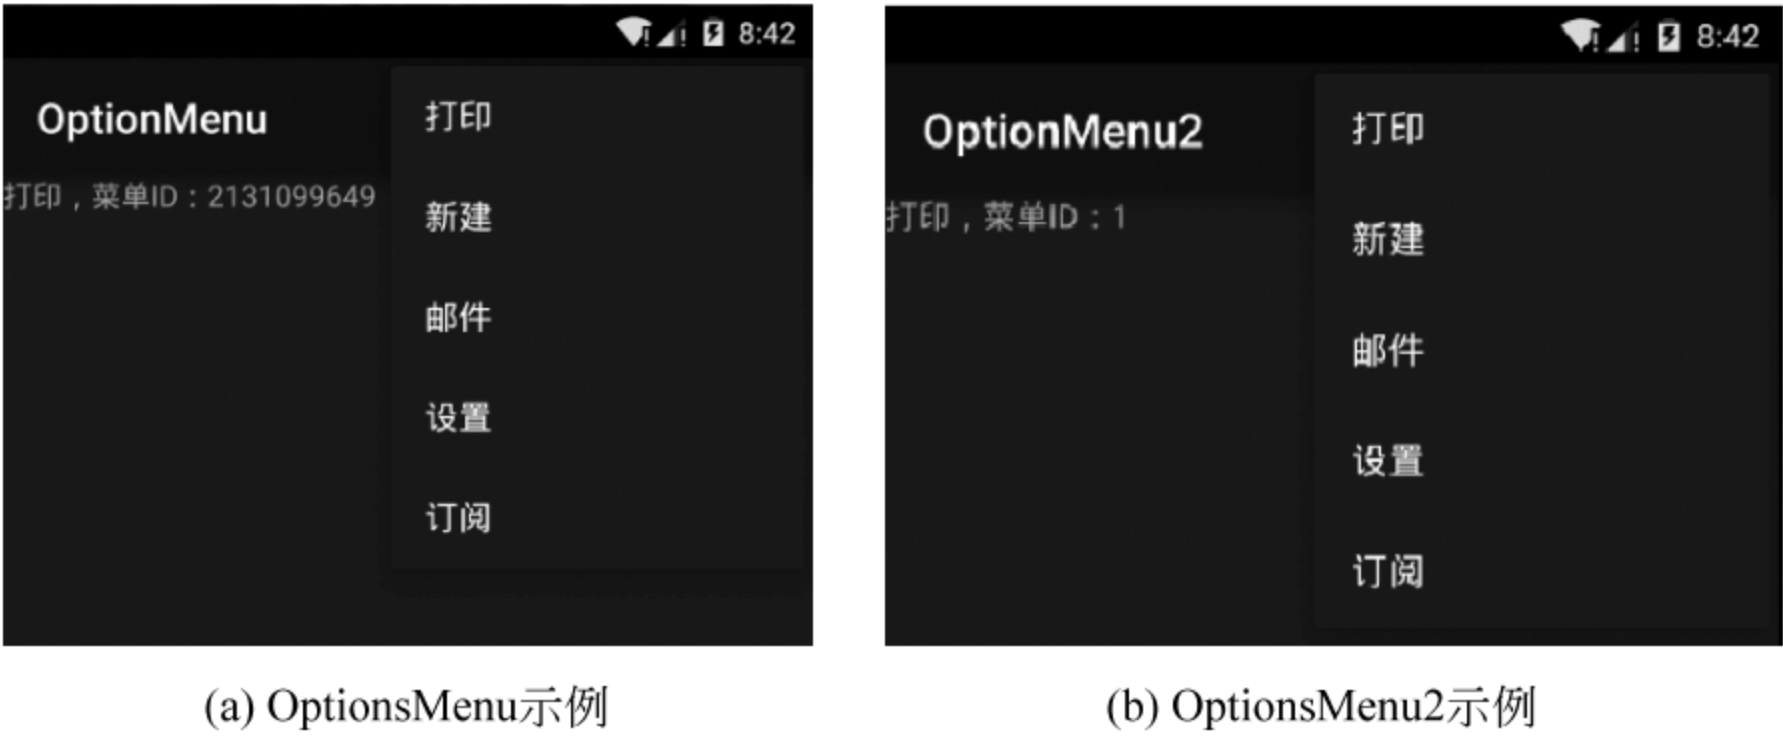 8:42
OptionMenu
打印，菜单ID：2131099649
打印
新建
邮件
设置
订阅
(a) OptionsMenu示例
8:42
OptionMenu2
打印，菜单ID：1
打印
新建
邮件
设置
订阅
(b) OptionsMenu2示例